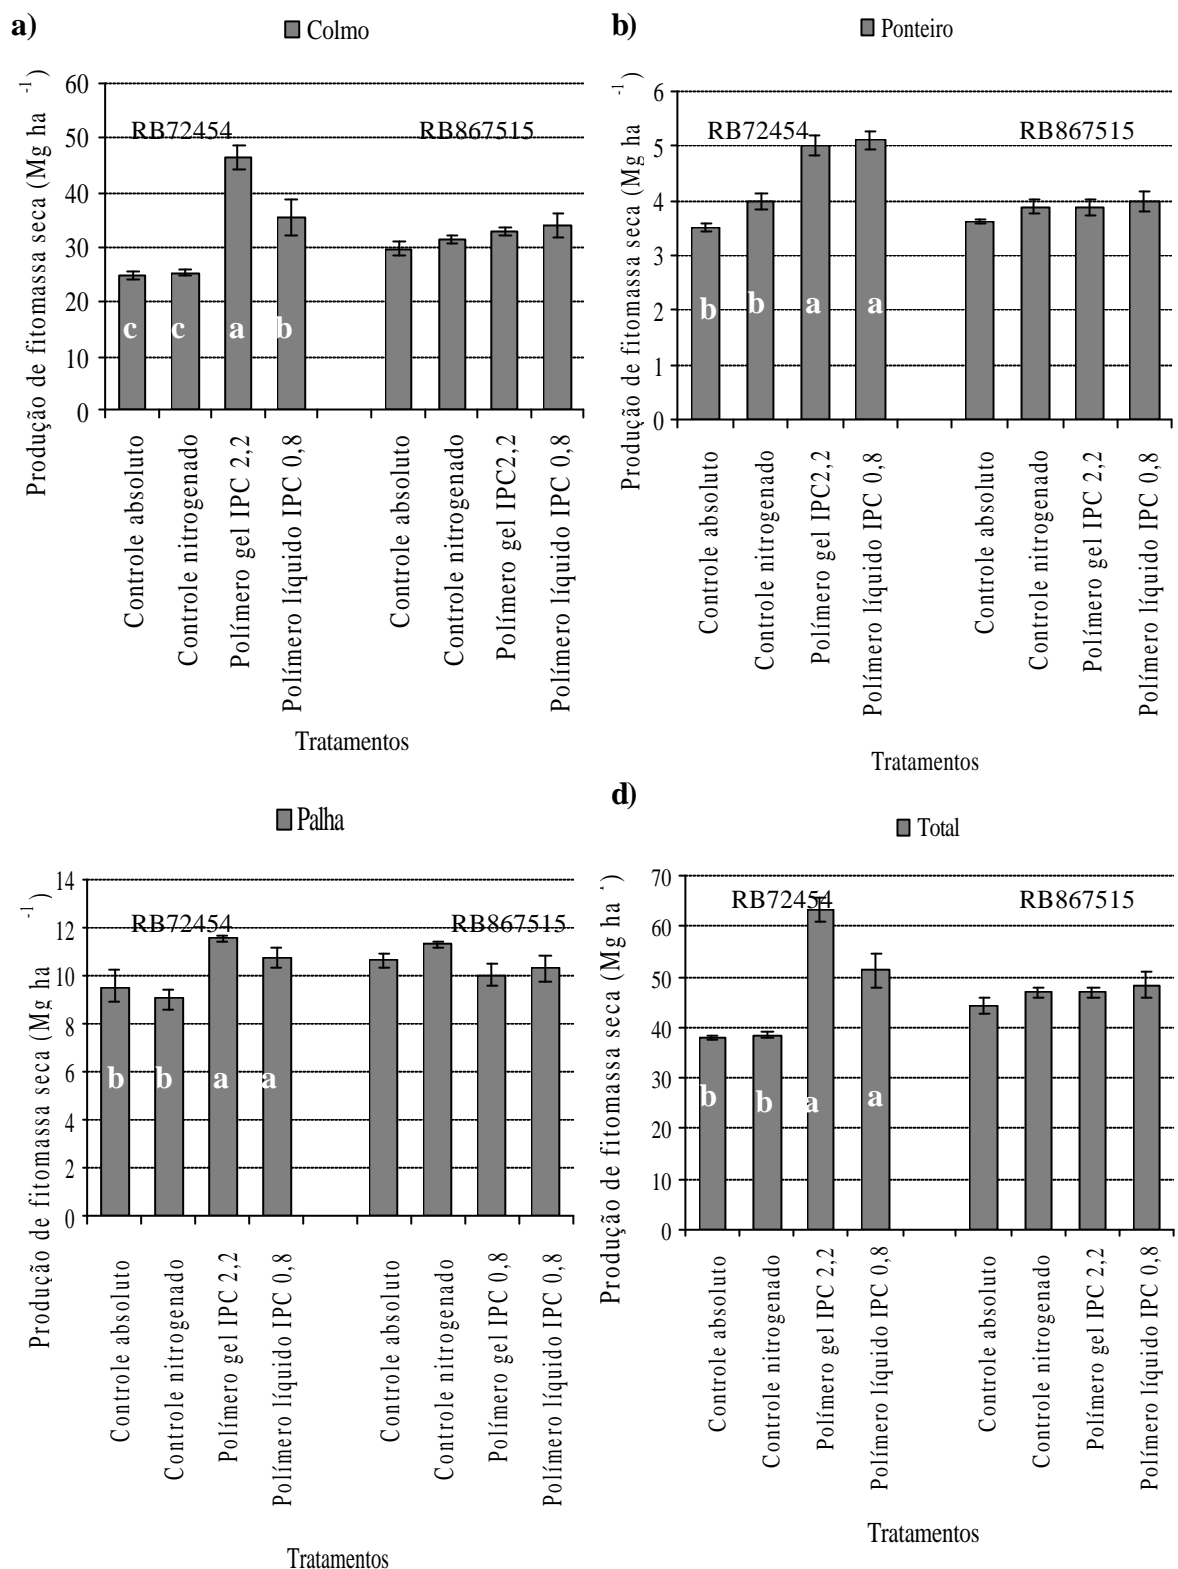 a)
Colmo
Produção de fitomassa seca (Mg ha -1)
60
50
40
30
20
10
0
RB72454
RB867515
c c a b
Controle absoluto
Controle nitrogenado
Polímero gel IPC 2,2
Polímero líquido IPC 0,8
Controle absoluto
Controle nitrogenado
Polímero gel IPC2,2
Polímero líquido IPC 0,8
Tratamentos
b)
Ponteiro
Produção de fitomassa seca (Mg ha -1)
6
5
4
3
2
1
0
RB72454
RB867515
b b a a
Controle absoluto
Controle nitrogenado
Polímero gel IPC2,2
Polímero líquido IPC 0,8
Controle absoluto
Controle nitrogenado
Polímero gel IPC 2,2
Polímero líquido IPC 0,8
Tratamentos
Palha
Produção de fitomassa seca (Mg ha -1)
14
12
10
8
6
4
2
0
RB72454
RB867515
b b a a
Controle absoluto
Controle nitrogenado
Polímero gel IPC 2,2
Polímero líquido IPC 0,8
Controle absoluto
Controle nitrogenado
Polímero gel IPC 0,8
Polímero líquido IPC 0,8
Tratamentos
d)
Total
Produção de fitomassa seca (Mg ha )
70
60
50
40
30
20
10
0
RB72454
RB867515
b b a a
Controle absoluto
Controle nitrogenado
Polímero gel IPC 2,2
Polímero líquido IPC 0,8
Controle absoluto
Controle nitrogenado
Polímero gel IPC 2,2
Polímero líquido IPC 0,8
Tratamentos